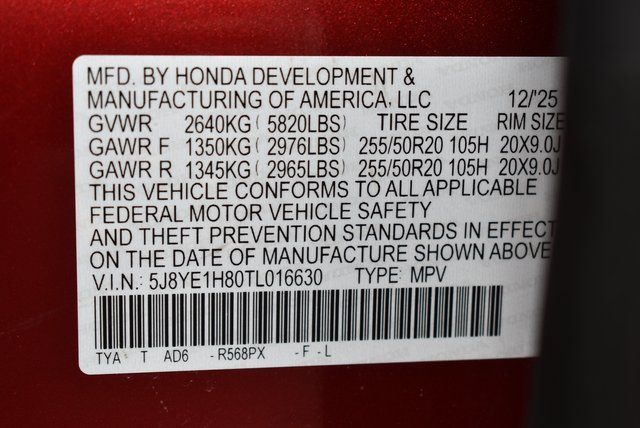 MFD. BY HONDA DEVELOPMENT &
MANUFACTURING OF AMERICA, LLC 12/'25
GVWR 2640KG ( 5820LBS) TIRE SIZE RIM SIZE
GAWR F 1350KG ( 2976LBS) 255/50R20 105H 20X9.0J
GAWR R 1345KG ( 2965LBS) 255/50R20 105H 20X9.0J
THIS VEHICLE CONFORMS TO ALL APPLICABLE
FEDERAL MOTOR VEHICLE SAFETY
AND THEFT PREVENTION STANDARDS IN EFFECT
ON THE DATE OF MANUFACTURE SHOWN ABOVE
V.I.N.: 5J8YE1H80TL016630 TYPE: MPV
TYA T AD6 -R568PX -F-L